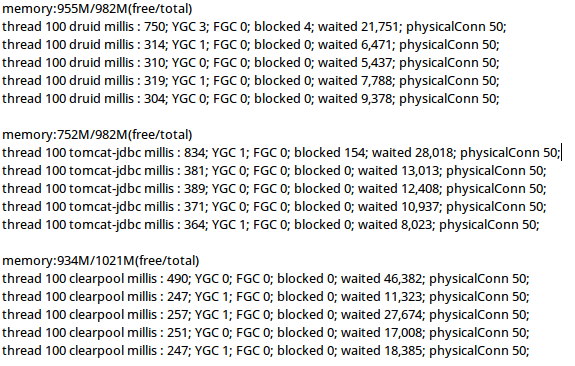 memory:955M/982M(free/total)
thread 100 druid millis : 750; YGC 3; FGC 0; blocked 4; waited 21,751; physicalConn 50;
thread 100 druid millis : 314; YGC 1; FGC 0; blocked 0; waited 6,471; physicalConn 50;
thread 100 druid millis : 310; YGC 0; FGC 0; blocked 0; waited 5,437; physicalConn 50;
thread 100 druid millis : 319; YGC 1; FGC 0; blocked 0; waited 7,788; physicalConn 50;
thread 100 druid millis : 304; YGC 0; FGC 0; blocked 0; waited 9,378; physicalConn 50;
memory:752M/982M(free/total)
thread 100 tomcat-jdbc millis : 834; YGC 1; FGC 0; blocked 154; waited 28,018; physicalConn 50;
thread 100 tomcat-jdbc millis : 381; YGC 0; FGC 0; blocked 0; waited 13,013; physicalConn 50;
thread 100 tomcat-jdbc millis : 389; YGC 0; FGC 0; blocked 0; waited 12,408; physicalConn 50;
thread 100 tomcat-jdbc millis : 371; YGC 0; FGC 0; blocked 0; waited 10,937; physicalConn 50;
thread 100 tomcat-jdbc millis : 364; YGC 1; FGC 0; blocked 0; waited 8,023; physicalConn 50;
memory:934M/1021M(free/total)
thread 100 clearpool millis : 490; YGC 0; FGC 0; blocked 0; waited 46,382; physicalConn 50;
thread 100 clearpool millis : 247; YGC 1; FGC 0; blocked 0; waited 11,323; physicalConn 50;
thread 100 clearpool millis : 257; YGC 1; FGC 0; blocked 0; waited 27,674; physicalConn 50;
thread 100 clearpool millis : 251; YGC 0; FGC 0; blocked 0; waited 17,008; physicalConn 50;
thread 100 clearpool millis : 247; YGC 1; FGC 0; blocked 0; waited 18,385; physicalConn 50;